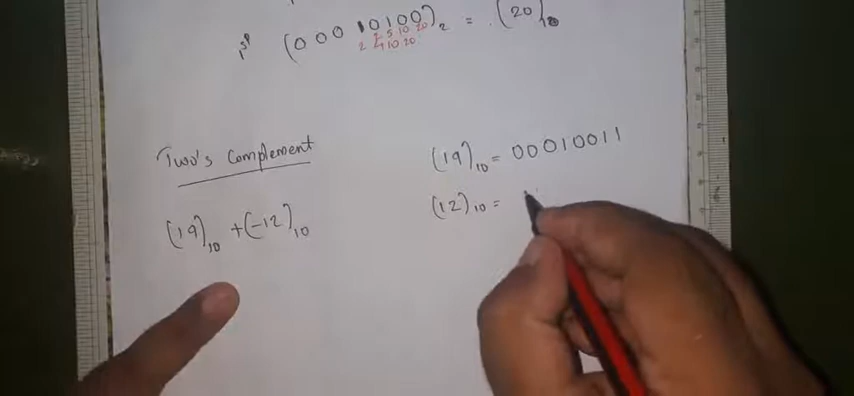 (0 0 0 10100)₂ = (20)₁₀
2 2 5 10 20
2 4 10 20
Two's Complement
(19)₁₀ = 00010011
(12)₁₀ =
(19)₁₀ + (-12)₁₀